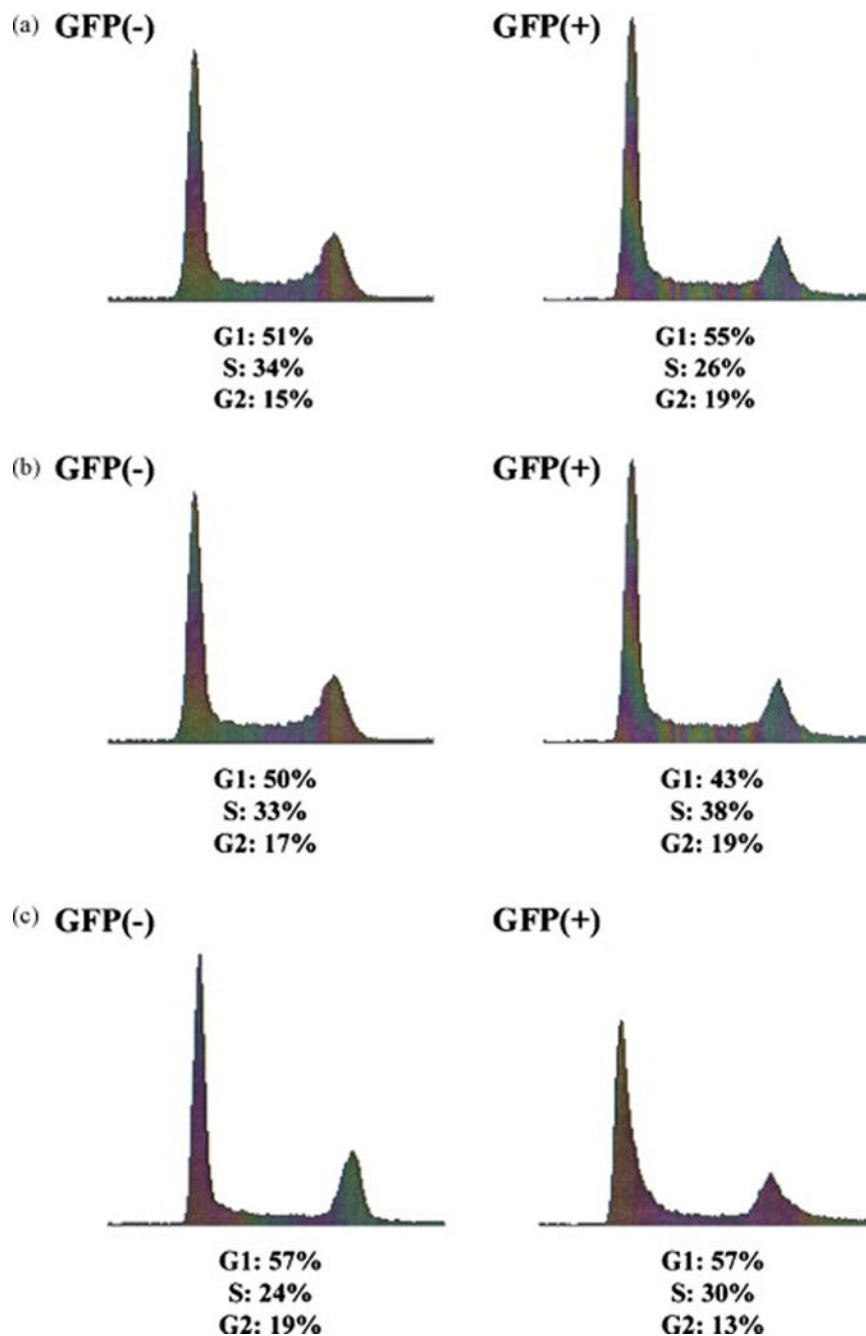 (a) GFP(-) GFP(+)
G1: 51% G1: 55%
S: 34% S: 26%
G2: 15% G2: 19%
(b) GFP(-) GFP(+)
G1: 50% G1: 43%
S: 33% S: 38%
G2: 17% G2: 19%
(c) GFP(-) GFP(+)
G1: 57% G1: 57%
S: 24% S: 30%
G2: 19% G2: 13%